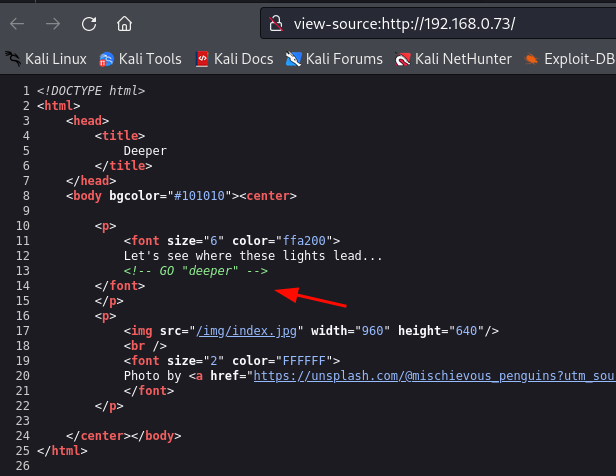 view-source:http://192.168.0.73/
Kali Linux Kali Tools Kali Docs Kali Forums Kali NetHunter Exploit-DB
1 <!DOCTYPE html>
2 <html>
3 <head>
4 <title>
5 Deeper
6 </title>
7 </head>
8 <body bgcolor="#101010"><center>
9
10 <p>
11 <font size="6" color="ffa200">
12 Let's see where these lights lead...
13 <!-- GO "deeper" -->
14 </font>
15 </p>
16 <p>
17 <img src="/img/index.jpg" width="960" height="640"/>
18 <br />
19 <font size="2" color="FFFFFF">
20 Photo by <a href="https://unsplash.com/@mischievous_penguins?utm_sou
21 </font>
22 </p>
23
24 </center></body>
25 </html>
26